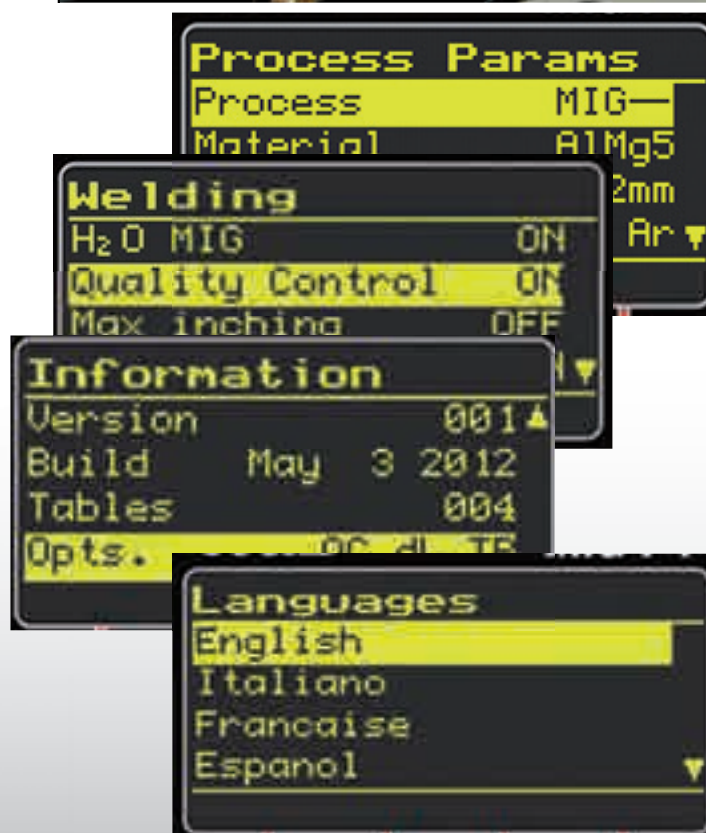 Process Params
Process MIG
Material AlMg5
2mm
Ar
Welding
H₂O MIG ON
Quality Control ON
Max inching OFF
Information
Version 001
Build May 3 2012
Tables 004
Opts.
Languages
English
Italiano
Francaise
Espanol